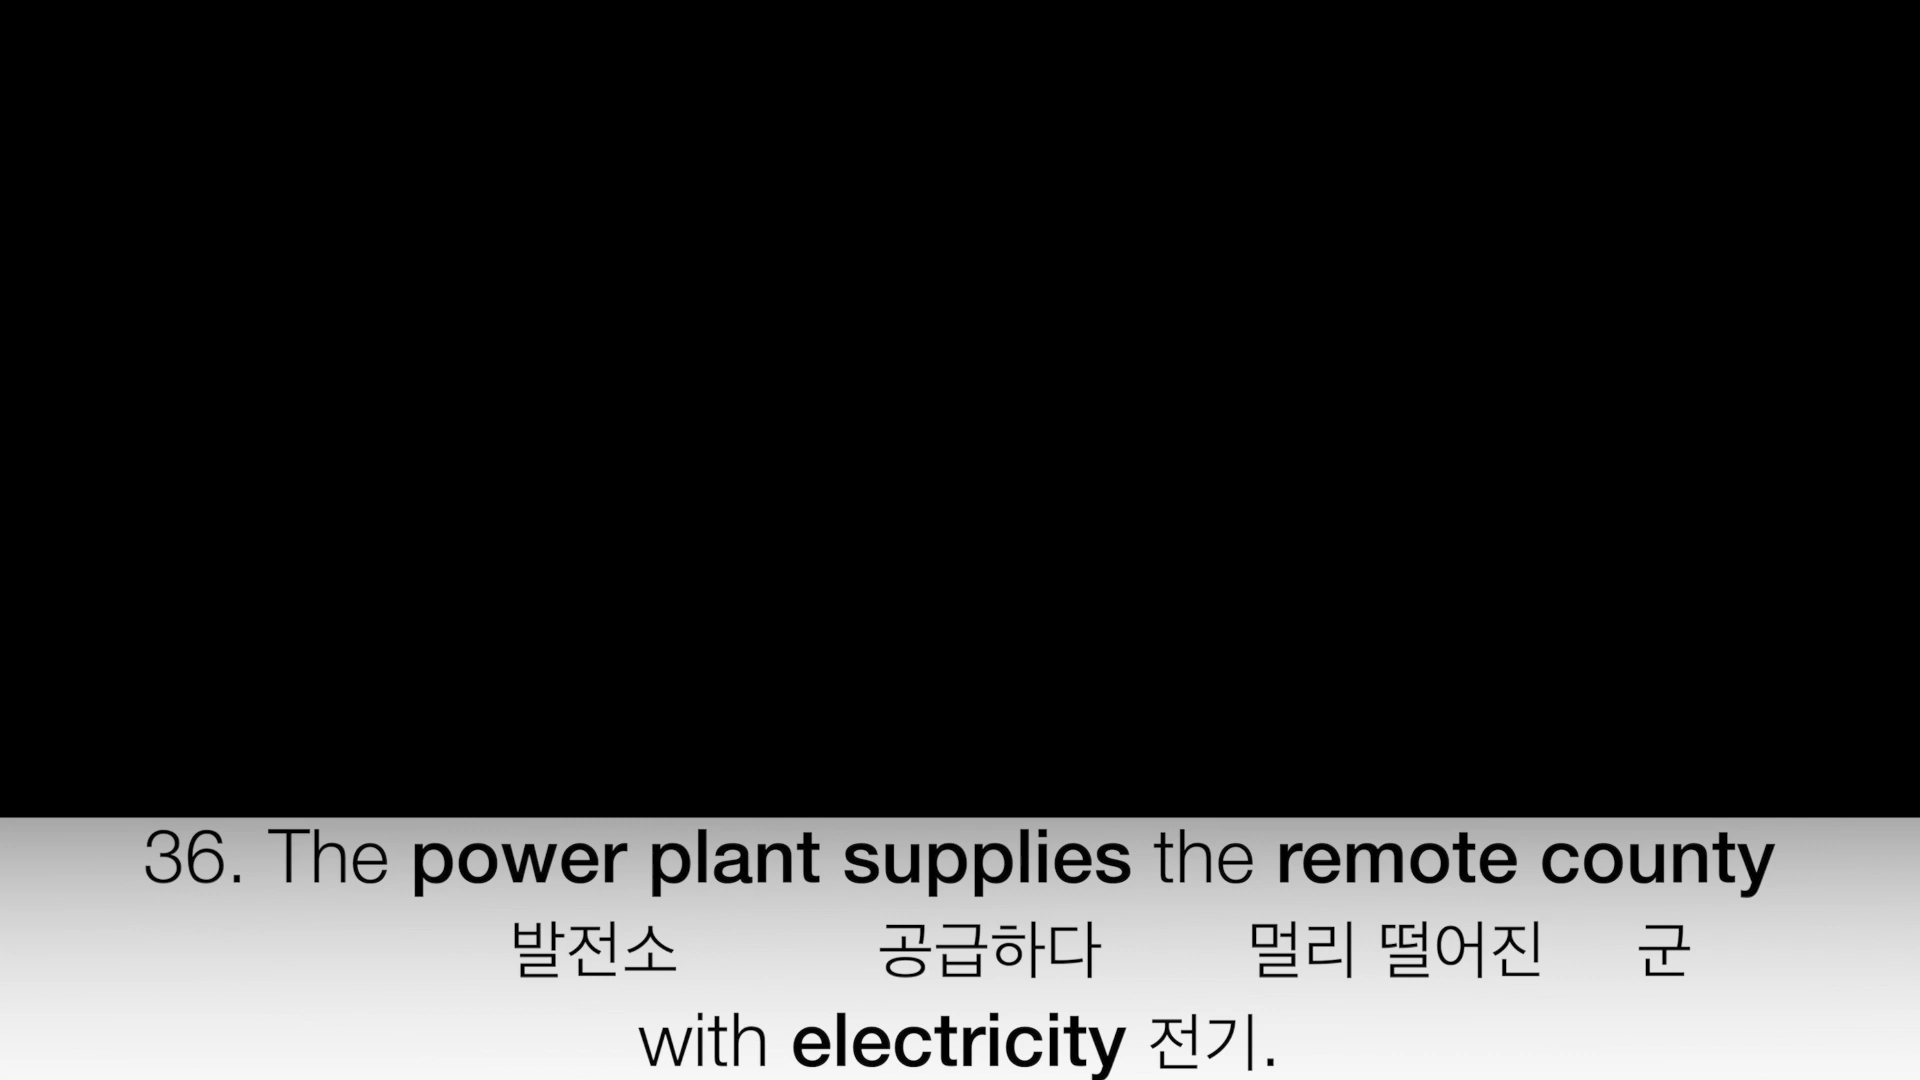 36. The power plant supplies the remote county
발전소 공급하다 멀리 떨어진 군
with electricity 전기.